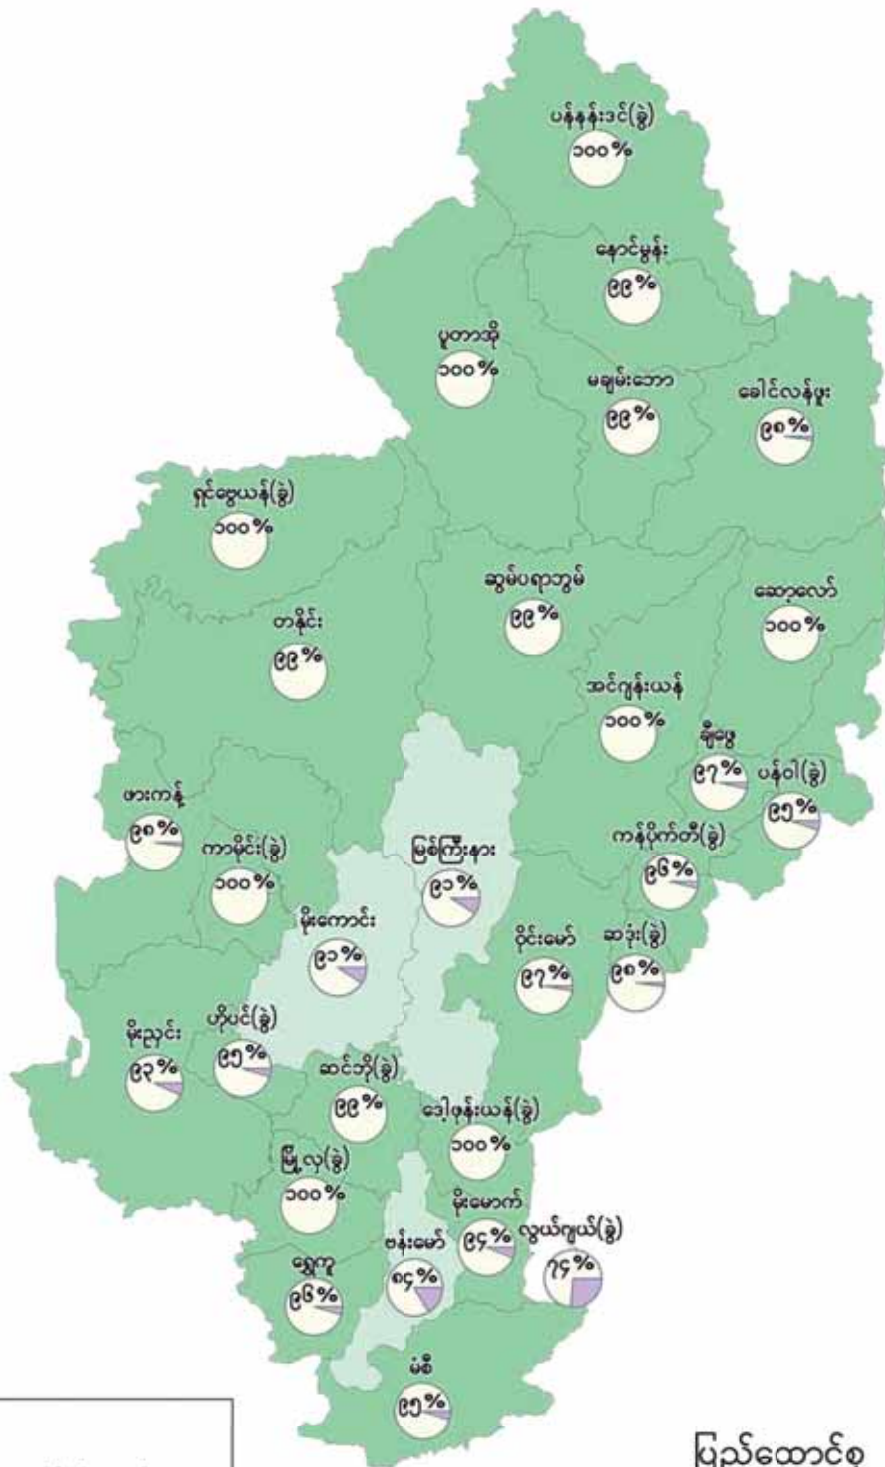 ပန်နန်းဒင်(ခွဲ)
၁၀၀%
နောင်မွန်း
၉၉%
ပူတာအို
၁၀၀%
မချမ်းဘော
၉၉%
ခေါင်လန်ဖူး
၉၈%
ရှင်ဗွေယန်(ခွဲ)
၁၀၀%
ဆွမ်ပရာဘွမ်
၉၉%
ဆော့လော်
၁၀၀%
တနိုင်း
၉၉%
အင်ဂျန်းယန်
၁၀၀%
ချီဖွေ
၉၇%
ပန်ဝါ(ခွဲ)
၉၅%
ဖားကန့်
၉၈%
ကာမိုင်း(ခွဲ)
၁၀၀%
မြစ်ကြီးနား
၉၁%
ကန်ပိုက်တီ(ခွဲ)
၉၆%
မိုးကောင်း
၉၁%
ဝိုင်းမော်
၉၇%
ဆဒုံး(ခွဲ)
၉၈%
မိုးညှင်း
၉၃%
ဟိုပင်(ခွဲ)
၉၅%
ဆင်ဘို(ခွဲ)
၉၉%
ဒေါ့ဖုန်းယန်(ခွဲ)
၁၀၀%
မြို့လှ(ခွဲ)
၁၀၀%
မိုးမောက်
၉၄%
လွယ်ဂျယ်(ခွဲ)
၇၄%
ရွှေကူ
၉၆%
ဗန်းမော်
၈၄%
မံစီ
၉၅%
ပြည်ထောင်စု